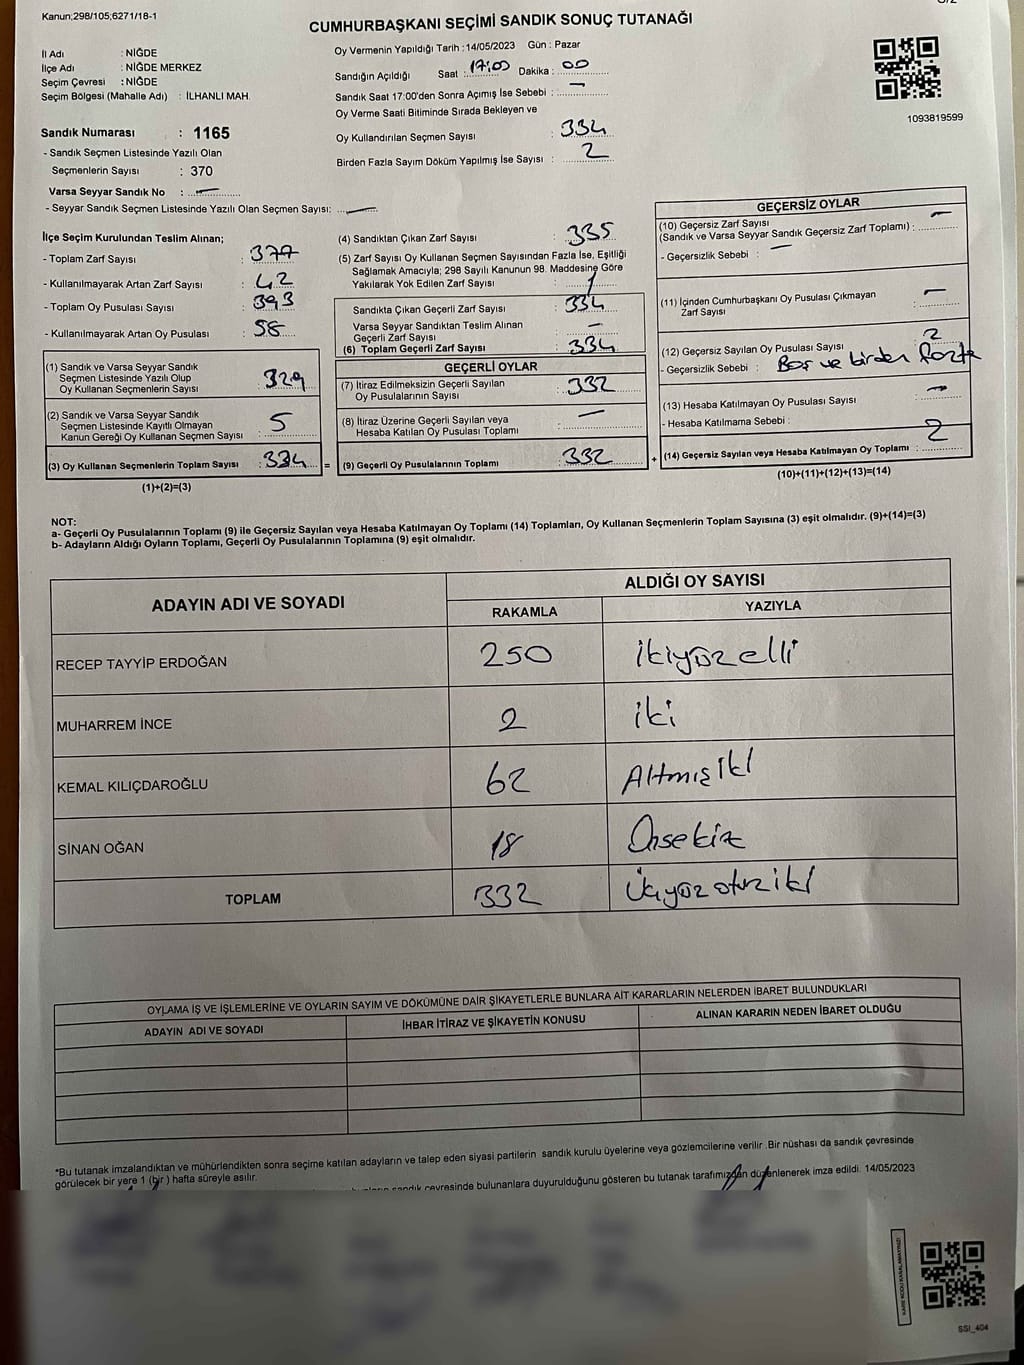 Kanun;298/105;6271/18-1
CUMHURBAŞKANI SEÇİMİ SANDIK SONUÇ TUTANAĞI
İl Adı : NİĞDE
İlçe Adı : NİĞDE MERKEZ
Seçim Çevresi : NİĞDE
Seçim Bölgesi (Mahalle Adı) : İLHANLI MAH.
Sandık Numarası : 1165
- Sandık Seçmen Listesinde Yazılı Olan
Seçmenlerin Sayısı : 370
Varsa Seyyar Sandık No : —
- Seyyar Sandık Seçmen Listesinde Yazılı Olan Seçmen Sayısı: —
Oy Vermenin Yapıldığı Tarih : 14/05/2023 Gün : Pazar
Sandığın Açıldığı Saat : 17:00 Dakika : 00
Sandık Saat 17:00'den Sonra Açımış İse Sebebi : —
Oy Verme Saati Bitiminde Sırada Bekleyen ve
Oy Kullandırılan Seçmen Sayısı : 334
Birden Fazla Sayım Döküm Yapılmış İse Sayısı : 2
1093819599
İlçe Seçim Kurulundan Teslim Alınan;
- Toplam Zarf Sayısı : 377
- Kullanılmayarak Artan Zarf Sayısı : 42
- Toplam Oy Pusulası Sayısı : 393
- Kullanılmayarak Artan Oy Pusulası : 58
(1) Sandık ve Varsa Seyyar Sandık
Seçmen Listesinde Yazılı Olup
Oy Kullanan Seçmenlerin Sayısı : 329
(2) Sandık ve Varsa Seyyar Sandık
Seçmen Listesinde Kayıtlı Olmayan
Kanun Gereği Oy Kullanan Seçmen Sayısı : 5
(3) Oy Kullanan Seçmenlerin Toplam Sayısı : 334 =
(1)+(2)=(3)
(4) Sandıktan Çıkan Zarf Sayısı : 335
(5) Zarf Sayısı Oy Kullanan Seçmen Sayısından Fazla İse, Eşitliği
Sağlamak Amacıyla; 298 Sayılı Kanunun 98. Maddesine Göre
Yakılarak Yok Edilen Zarf Sayısı : 1
Sandıkta Çıkan Geçerli Zarf Sayısı : 334
Varsa Seyyar Sandıktan Teslim Alınan
Geçerli Zarf Sayısı : —
(6) Toplam Geçerli Zarf Sayısı : 334
GEÇERLİ OYLAR
(7) İtiraz Edilmeksizin Geçerli Sayılan
Oy Pusulalarının Sayısı : 332
(8) İtiraz Üzerine Geçerli Sayılan veya
Hesaba Katılan Oy Pusulası Toplamı : —
(9) Geçerli Oy Pusulalarının Toplamı : 332 +
GEÇERSİZ OYLAR
(10) Geçersiz Zarf Sayısı
(Sandık ve Varsa Seyyar Sandık Geçersiz Zarf Toplamı) : —
- Geçersizlik Sebebi : —
(11) İçinden Cumhurbaşkanı Oy Pusulası Çıkmayan
Zarf Sayısı : —
(12) Geçersiz Sayılan Oy Pusulası Sayısı : 2
- Geçersizlik Sebebi : Boş ve birden fazla
(13) Hesaba Katılmayan Oy Pusulası Sayısı : —
- Hesaba Katılmama Sebebi :
(14) Geçersiz Sayılan veya Hesaba Katılmayan Oy Toplamı : 2
(10)+(11)+(12)+(13)=(14)
NOT:
a- Geçerli Oy Pusulalarının Toplamı (9) ile Geçersiz Sayılan veya Hesaba Katılmayan Oy Toplamı (14) Toplamları, Oy Kullanan Seçmenlerin Toplam Sayısına (3) eşit olmalıdır. (9)+(14)=(3)
b- Adayların Aldığı Oyların Toplamı, Geçerli Oy Pusulalarının Toplamına (9) eşit olmalıdır.
ADAYIN ADI VE SOYADI
ALDIĞI OY SAYISI
RAKAMLA YAZIYLA
RECEP TAYYİP ERDOĞAN 250 ikiyüzelli
MUHARREM İNCE 2 iki
KEMAL KILIÇDAROĞLU 62 Altmışiki
SİNAN OĞAN 18 Onsekiz
TOPLAM 332 Üçyüzotuziki
OYLAMA İŞ VE İŞLEMLERİNE VE OYLARIN SAYIM VE DÖKÜMÜNE DAİR ŞİKAYETLERLE BUNLARA AİT KARARLARIN NELERDEN İBARET BULUNDUKLARI
ADAYIN ADI VE SOYADI İHBAR İTİRAZ VE ŞİKAYETİN KONUSU ALINAN KARARIN NEDEN İBARET OLDUĞU
*Bu tutanak imzalandıktan ve mühürlendikten sonra seçime katılan adayların ve talep eden siyasi partilerin sandık kurulu üyelerine veya gözlemcilerine verilir .Bir nüshası da sandık çevresinde
görülecek bir yere 1 (bir ) hafta süreyle asılır.
sandık çevresinde bulunanlara duyurulduğunu gösteren bu tutanak tarafımızdan düzenlenerek imza edildi. 14/05/2023
SSI_404